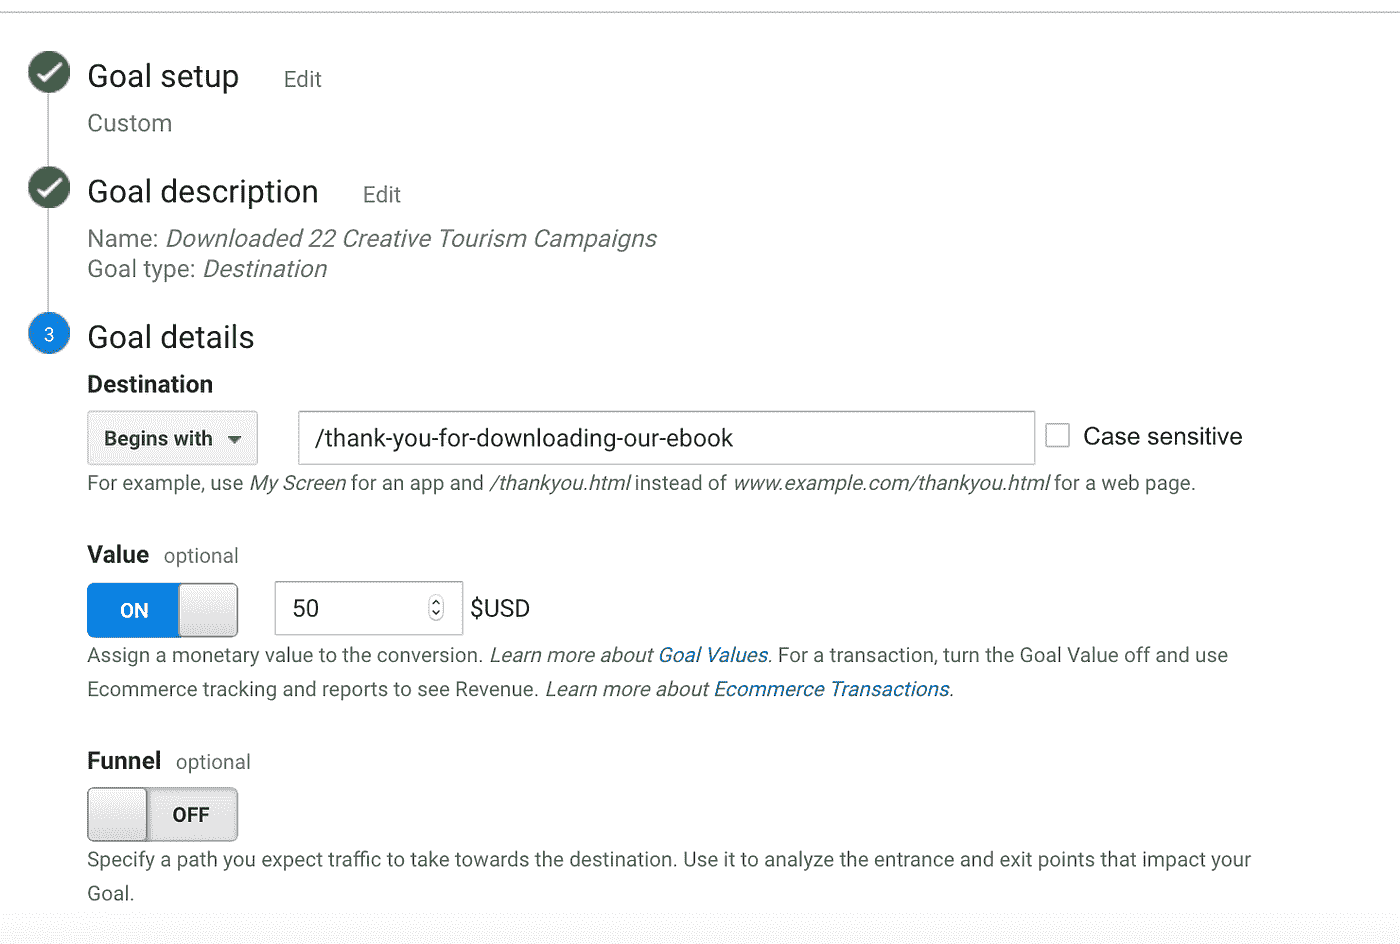 Goal setup Edit
Custom
Goal description Edit
Name: Downloaded 22 Creative Tourism Campaigns
Goal type: Destination
3 Goal details
Destination
Begins with /thank-you-for-downloading-our-ebook Case sensitive
For example, use My Screen for an app and /thankyou.html instead of www.example.com/thankyou.html for a web page.
Value optional
ON 50 $USD
Assign a monetary value to the conversion. Learn more about Goal Values. For a transaction, turn the Goal Value off and use
Ecommerce tracking and reports to see Revenue. Learn more about Ecommerce Transactions.
Funnel optional
OFF
Specify a path you expect traffic to take towards the destination. Use it to analyze the entrance and exit points that impact your
Goal.